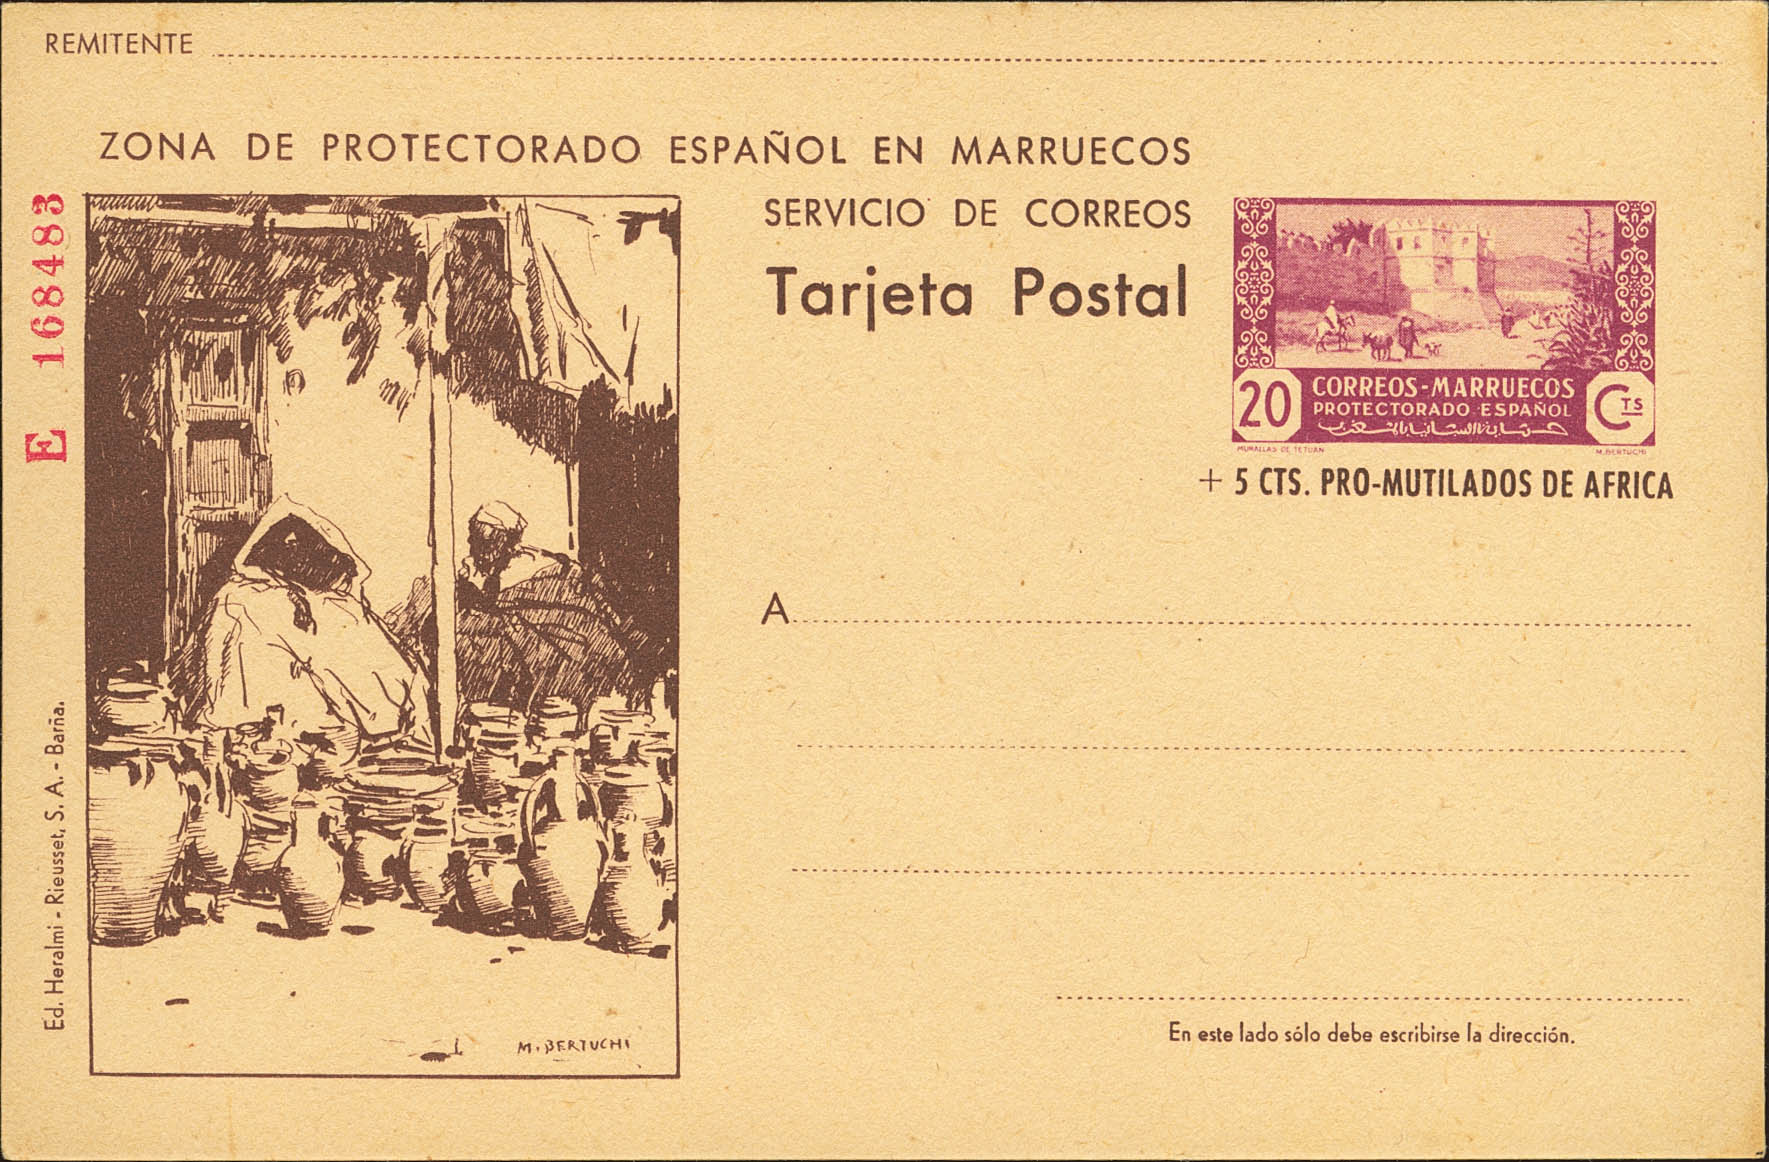 REMITENTE
ZONA DE PROTECTORADO ESPAÑOL EN MARRUECOS
SERVICIO DE CORREOS
Tarjeta Postal
E 168483
20 CORREOS-MARRUECOS CTS
PROTECTORADO ESPAÑOL
MURALLAS DE TETUAN M.BERTUCHI
+ 5 CTS. PRO-MUTILADOS DE AFRICA
A
Ed. Heralmi - Rieusset, S. A. - Barña.
M. BERTUCHI
En este lado sólo debe escribirse la dirección.